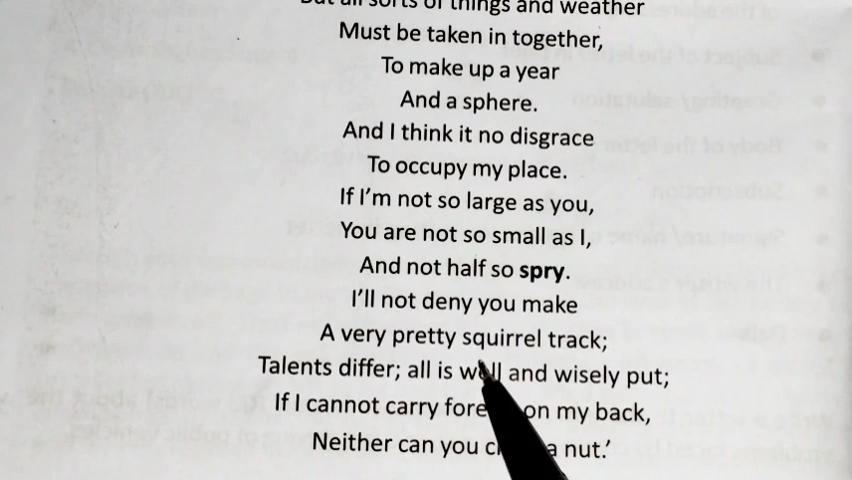 But all sorts of things and weather
Must be taken in together,
To make up a year
And a sphere.
And I think it no disgrace
To occupy my place.
If I'm not so large as you,
You are not so small as I,
And not half so spry.
I'll not deny you make
A very pretty squirrel track;
Talents differ; all is well and wisely put;
If I cannot carry on my back,
Neither can you a nut.'